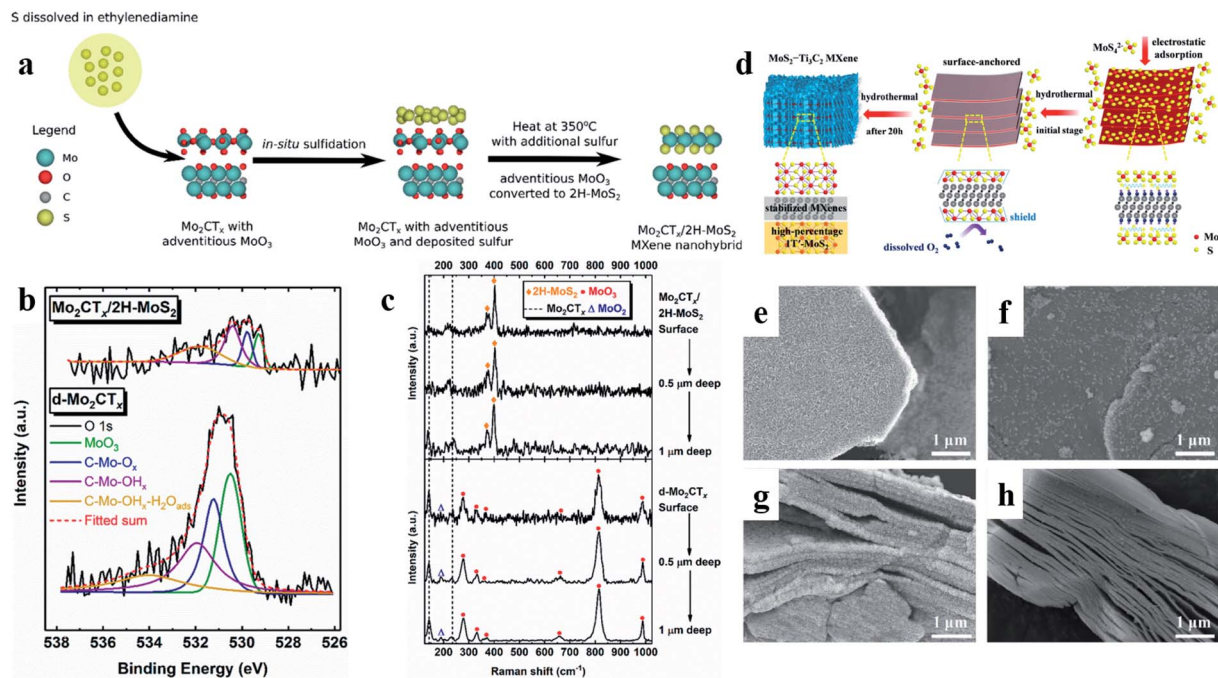 S dissolved in ethylenediamine
a
Legend
Mo
O
C
S
in-situ sulfidation
Heat at 350°C
with additional sulfur
adventitious MoO₃
converted to 2H-MoS₂
Mo₂CTₓ with
adventitious MoO₃
Mo₂CTₓ with adventitious
MoO₃ and deposited sulfur
Mo₂CTₓ/2H-MoS₂
MXene nanohybrid
d
MoS₂−Ti₃C₂ MXene
surface-anchored
MoS₄²⁻
electrostatic
adsorption
hydrothermal
after 20h
hydrothermal
initial stage
stabilized MXenes
high-percentage
1T'-MoS₂
shield
dissolved O₂
Mo
S
b
Mo₂CTₓ/2H-MoS₂
d-Mo₂CTₓ
O 1s
MoO₃
C-Mo-Oₓ
C-Mo-OHₓ
C-Mo-OHₓ-H₂O_ads
Fitted sum
Intensity (a.u.)
538 536 534 532 530 528 526
Binding Energy (eV)
c
200 300 400 500 600 700 800 900 1000
2H-MoS₂ MoO₃
Mo₂CTₓ Δ MoO₂
Mo₂CTₓ/
2H-MoS₂
Surface
0.5 μm deep
1 μm deep
d-Mo₂CTₓ
Surface
0.5 μm deep
1 μm deep
Intensity (a.u.)
Intensity (a.u.)
200 300 400 500 600 700 800 900 1000
Raman shift (cm⁻¹)
e
1 μm
f
1 μm
g
1 μm
h
1 μm